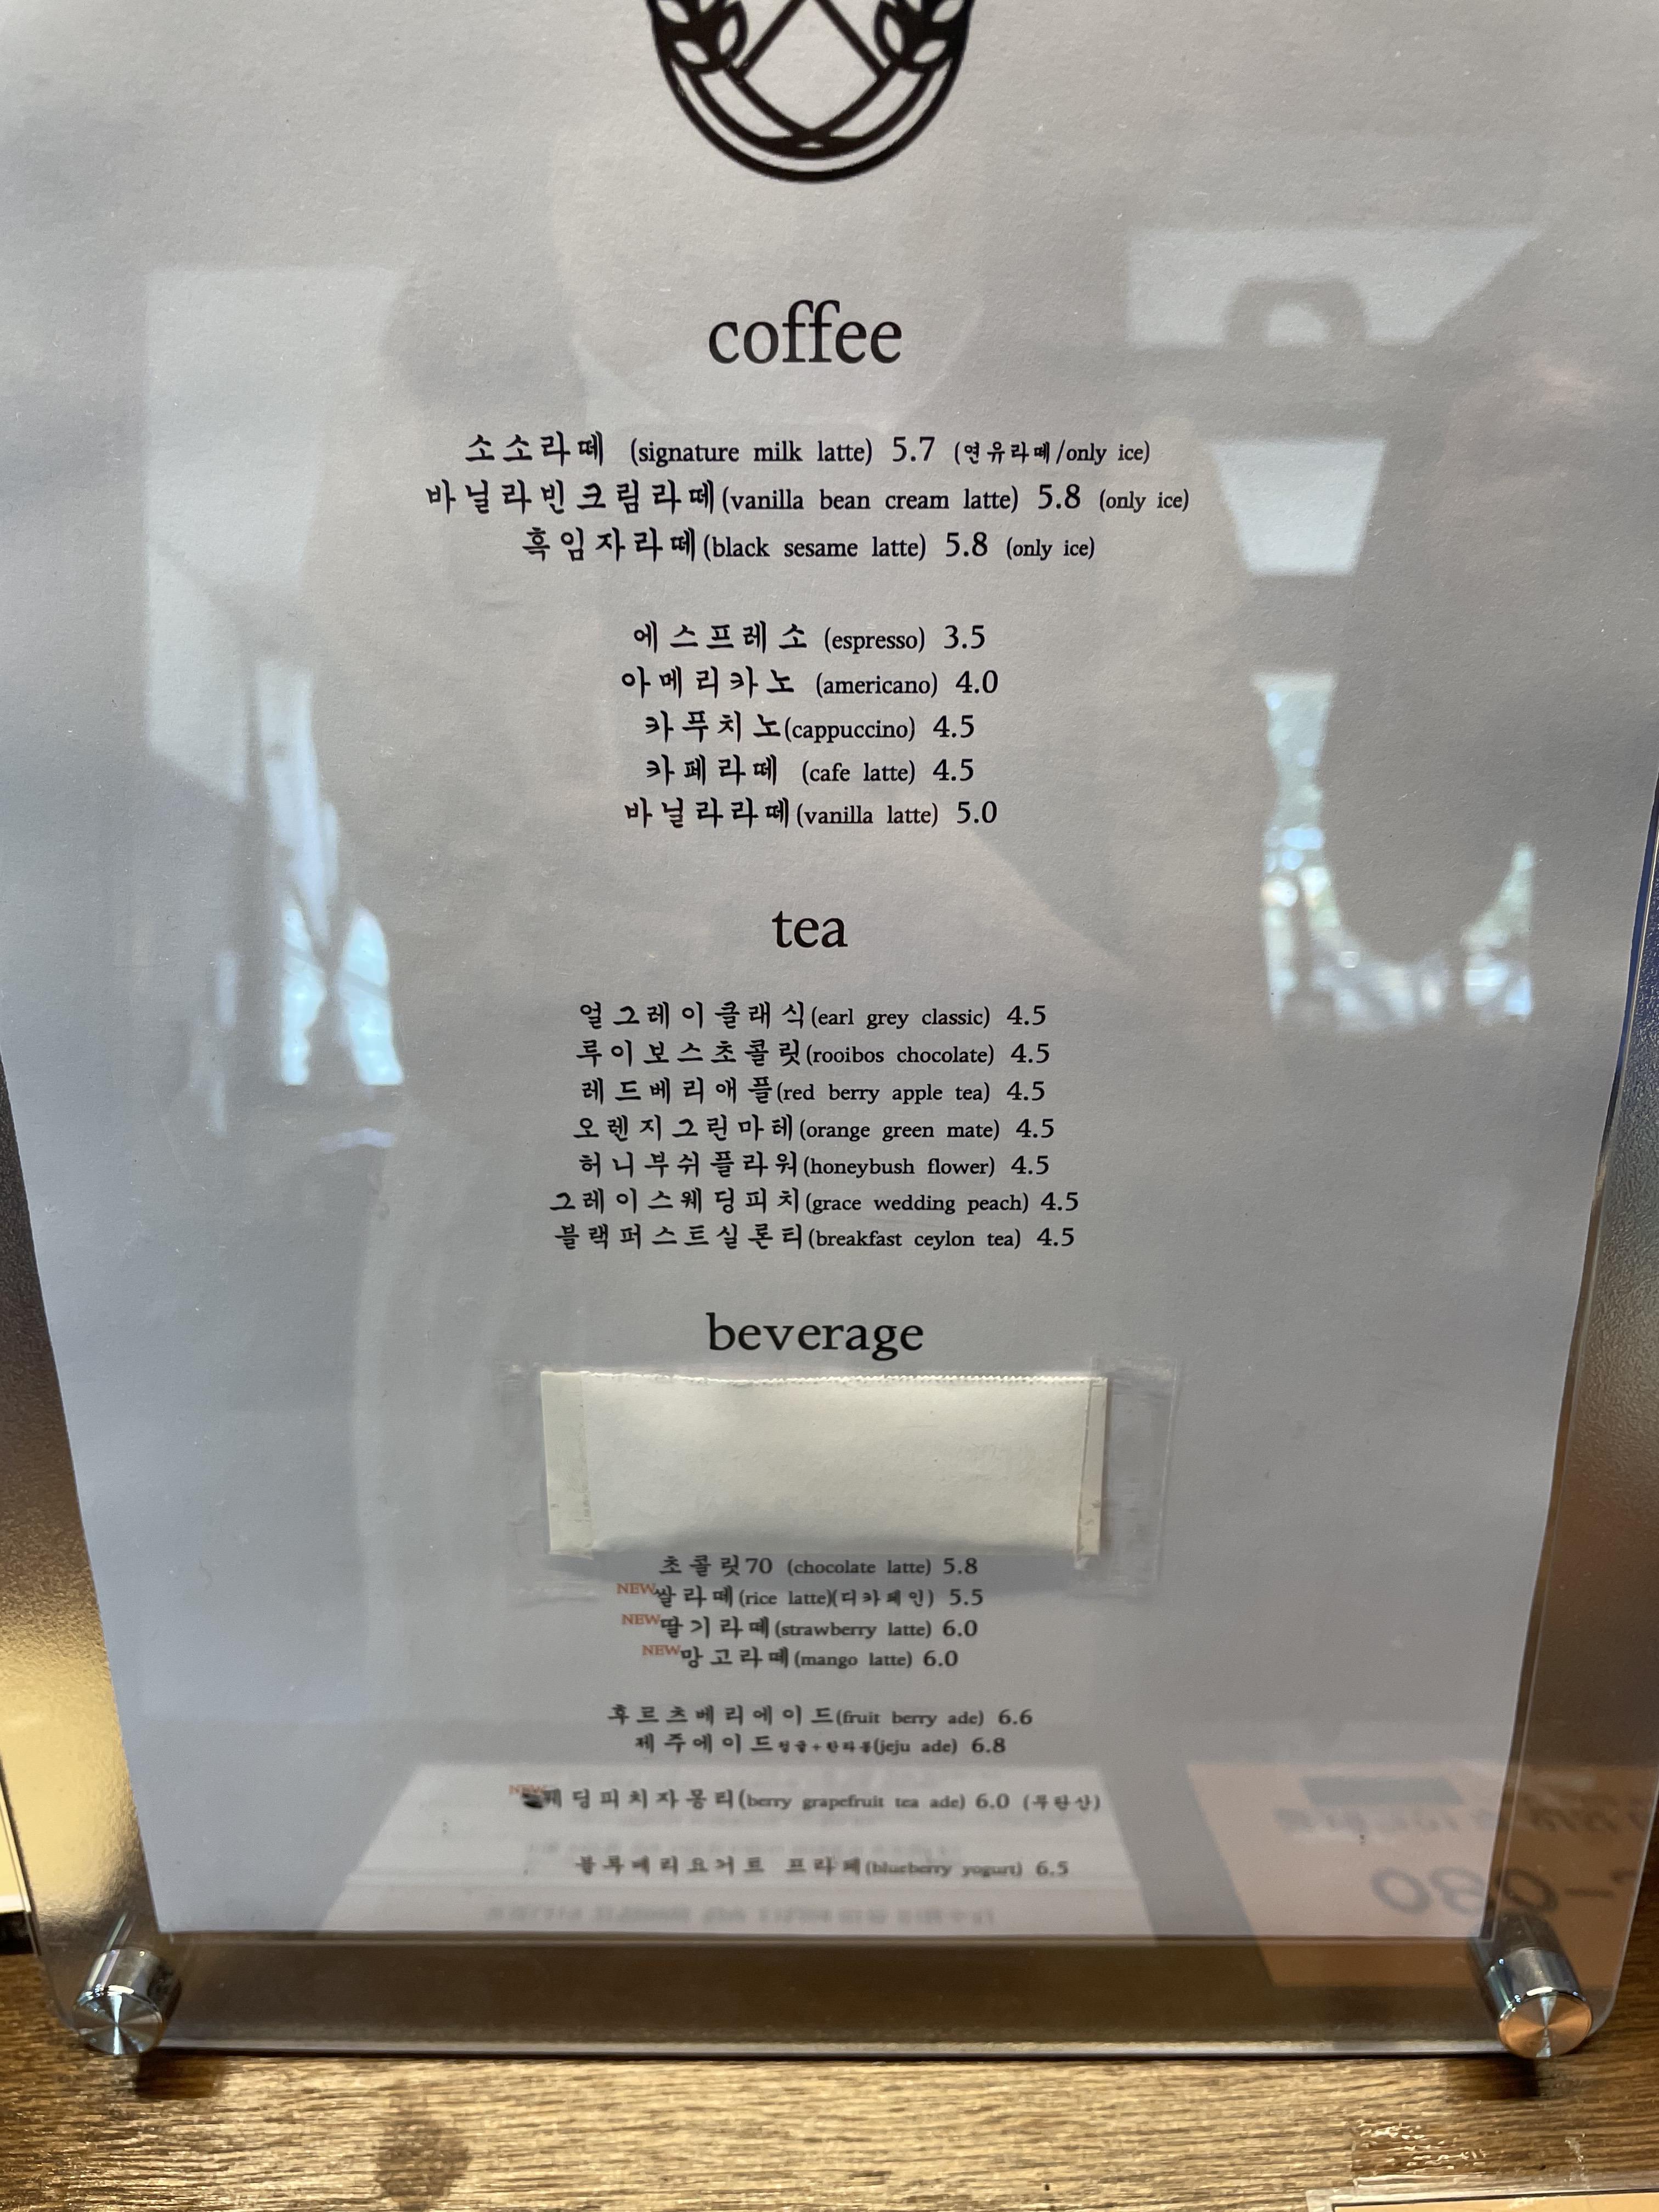 coffee
소소라떼 (signature milk latte) 5.7 (연유라떼/only ice)
바닐라빈크림라떼(vanilla bean cream latte) 5.8 (only ice)
흑임자라떼(black sesame latte) 5.8 (only ice)
에스프레소 (espresso) 3.5
아메리카노 (americano) 4.0
카푸치노(cappuccino) 4.5
카페라떼 (cafe latte) 4.5
바닐라라떼(vanilla latte) 5.0
tea
얼그레이클래식(earl grey classic) 4.5
루이보스초콜릿(rooibos chocolate) 4.5
레드베리애플(red berry apple tea) 4.5
오렌지그린마테(orange green mate) 4.5
허니부쉬플라워(honeybush flower) 4.5
그레이스웨딩피치(grace wedding peach) 4.5
블랙퍼스트실론티(breakfast ceylon tea) 4.5
beverage
초콜릿70 (chocolate latte) 5.8
NEW쌀라떼(rice latte)(디카페인) 5.5
NEW딸기라떼(strawberry latte) 6.0
NEW망고라떼(mango latte) 6.0
후르츠베리에이드(fruit berry ade) 6.6
제주에이드청귤+한라봉(jeju ade) 6.8
NEW웨딩피치자몽티(berry grapefruit tea ade) 6.0 (무탄산)
블루베리요거트 프라페(blueberry yogurt) 6.5